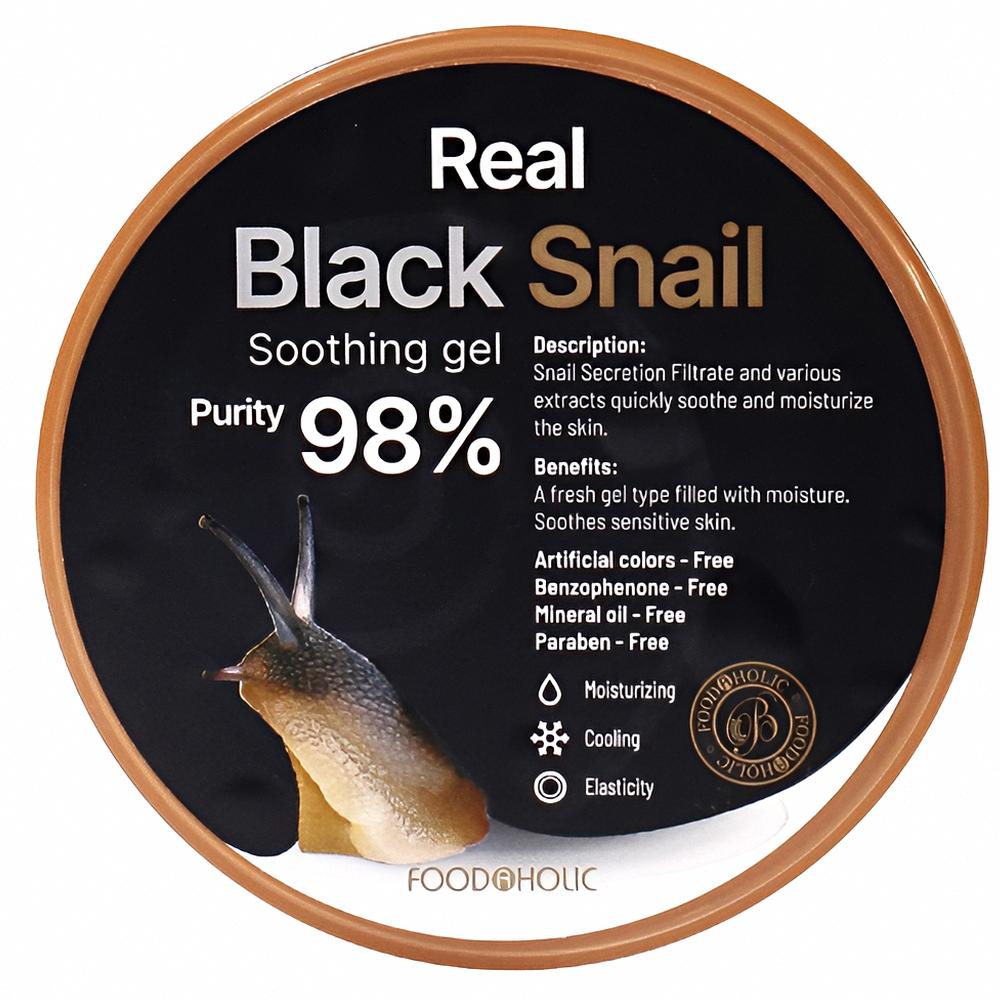 Real
Black Snail
Soothing gel
Purity 98%
Description:
Snail Secretion Filtrate and various
extracts quickly soothe and moisturize
the skin.
Benefits:
A fresh gel type filled with moisture.
Soothes sensitive skin.
Artificial colors - Free
Benzophenone - Free
Mineral oil - Free
Paraben - Free
Moisturizing
Cooling
Elasticity
FOODAHOLIC
FOODAHOLIC
FOODAHOLIC
FOODAHOLIC